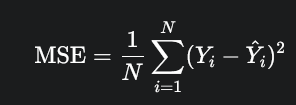 MSE = \frac{1}{N} \sum_{i=1}^{N} (Y_i - \hat{Y}_i)^2